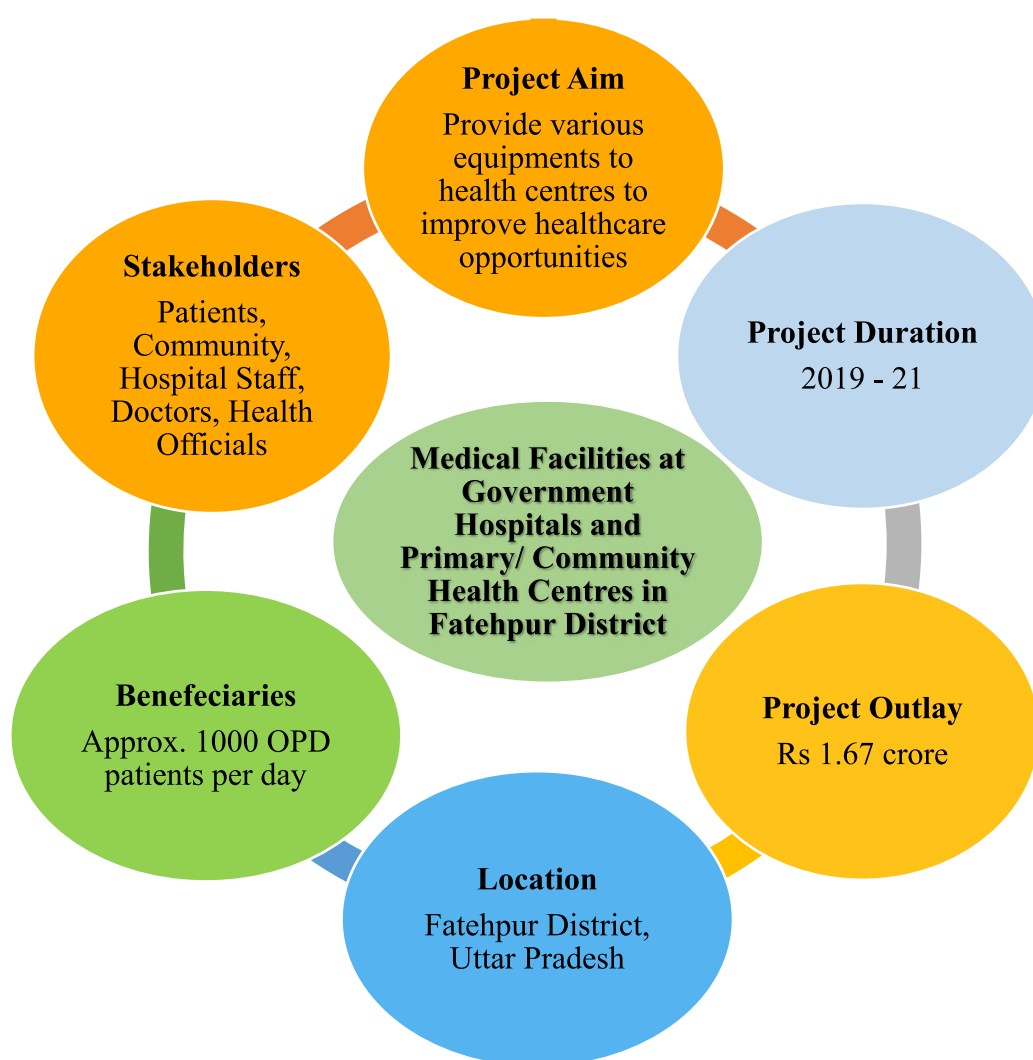 Project Aim
Provide various
equipments to
health centres to
improve healthcare
opportunities
Project Duration
2019 - 21
Project Outlay
Rs 1.67 crore
Location
Fatehpur District,
Uttar Pradesh
Benefeciaries
Approx. 1000 OPD
patients per day
Stakeholders
Patients,
Community,
Hospital Staff,
Doctors, Health
Officials
Medical Facilities at
Government
Hospitals and
Primary/ Community
Health Centres in
Fatehpur District